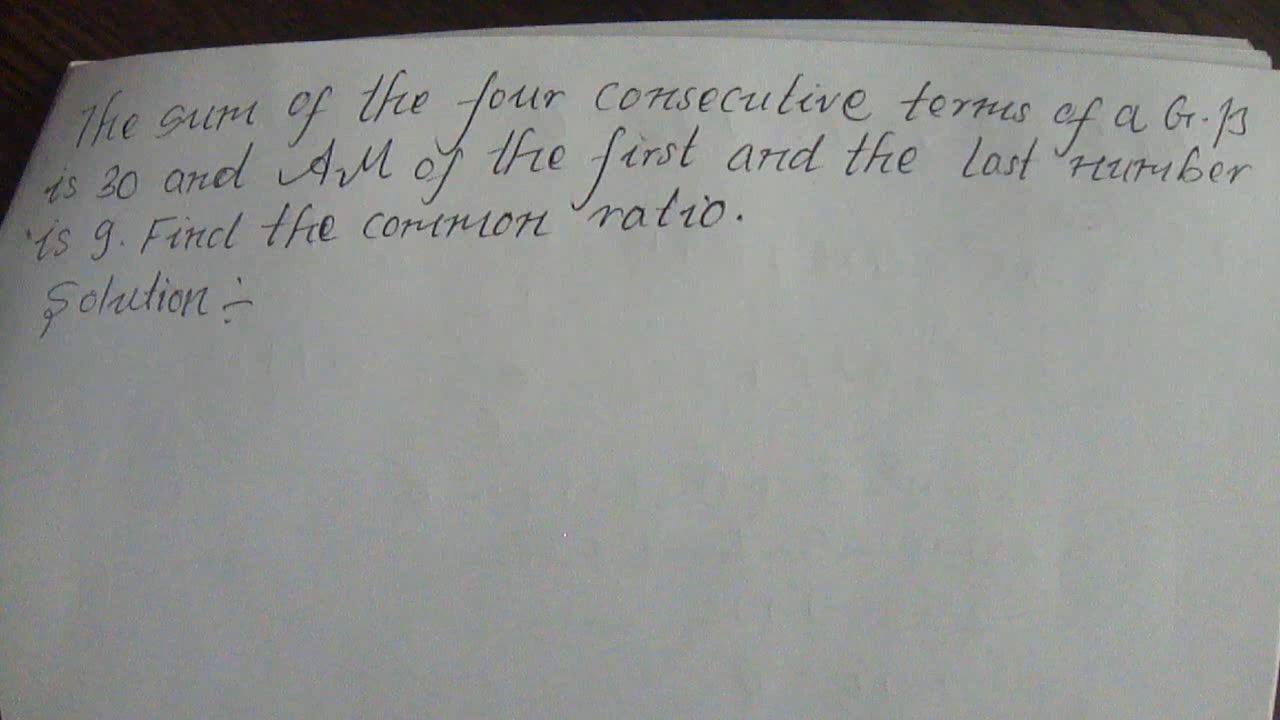 The sum of the four consecutive terms of a G.P
is 30 and AM of the first and the last number
is 9. Find the common ratio.
Solution :-